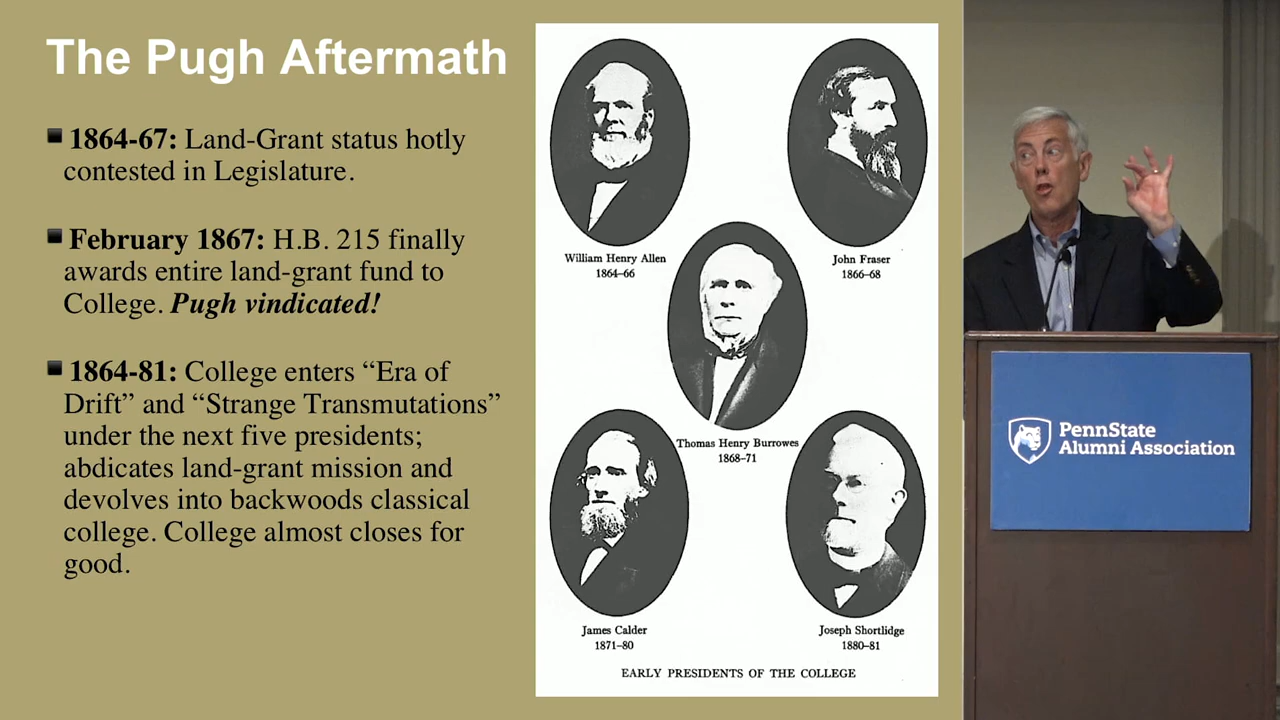 The Pugh Aftermath
1864-67: Land-Grant status hotly
contested in Legislature.
February 1867: H.B. 215 finally
awards entire land-grant fund to
College. Pugh vindicated!
1864-81: College enters “Era of
Drift” and “Strange Transmutations”
under the next five presidents;
abdicates land-grant mission and
devolves into backwoods classical
college. College almost closes for
good.
William Henry Allen
1864–66
John Fraser
1866–68
Thomas Henry Burrowes
1868–71
James Calder
1871–80
Joseph Shortlidge
1880–81
EARLY PRESIDENTS OF THE COLLEGE
PennState
Alumni Association